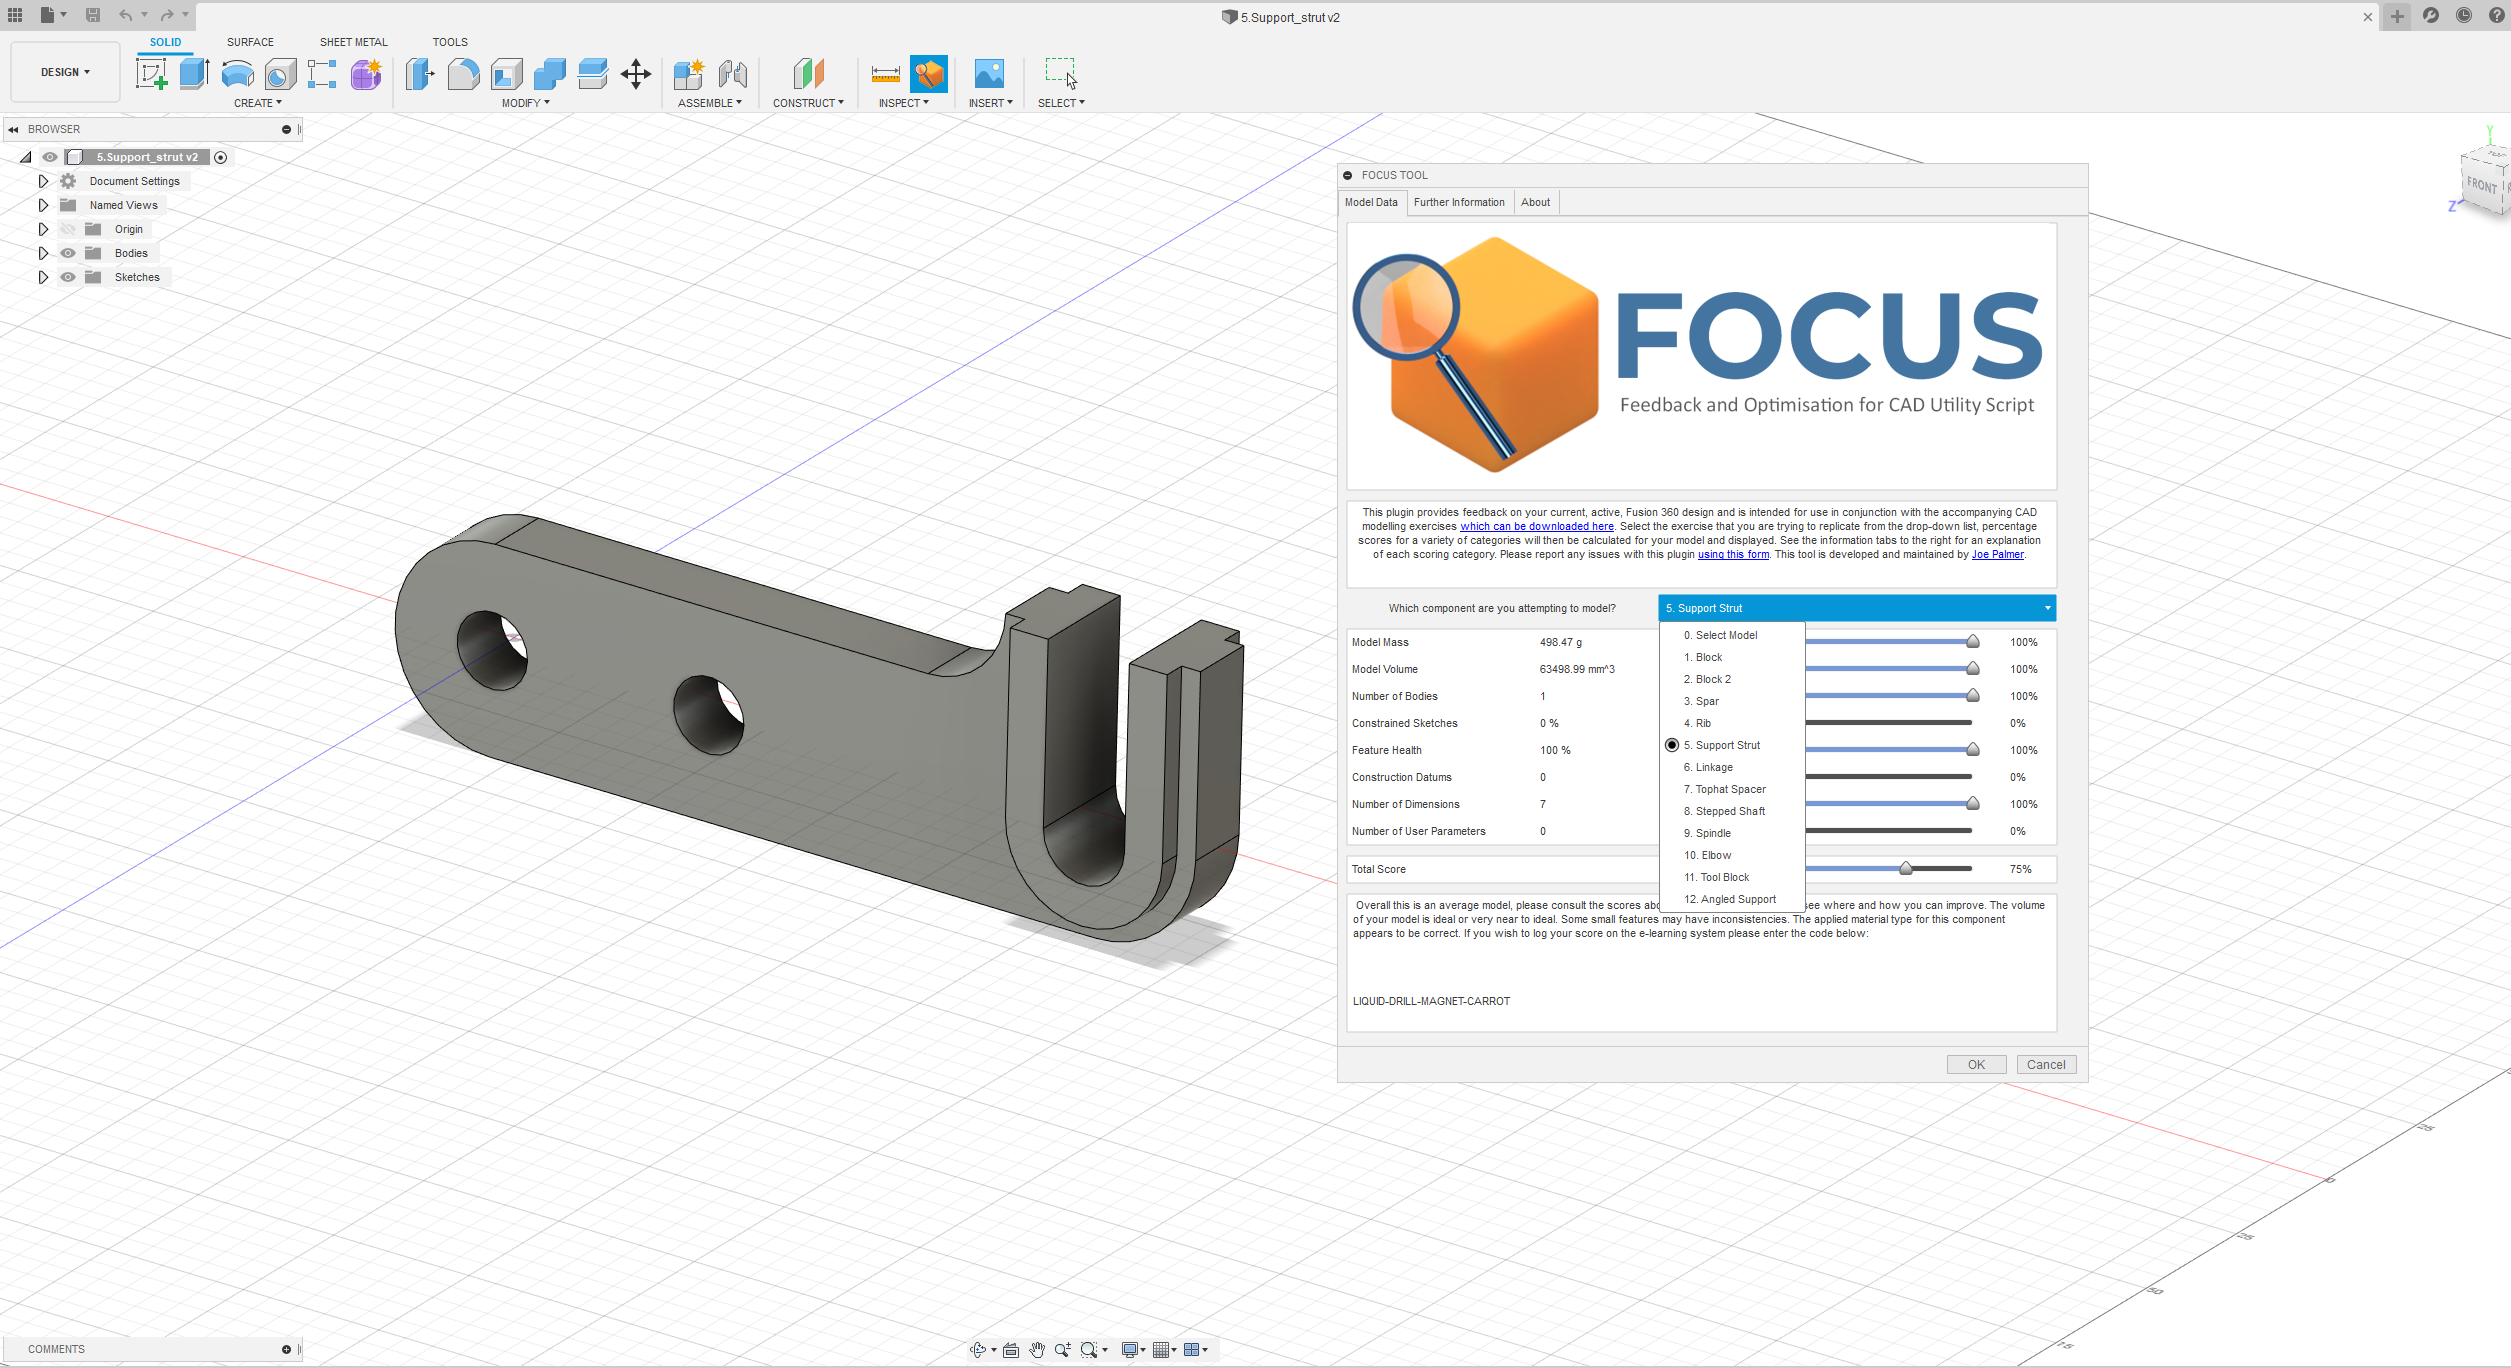 5.Support_strut v2
SOLID
SURFACE
SHEET METAL
TOOLS
DESIGN
CREATE
MODIFY
ASSEMBLE
CONSTRUCT
INSPECT
INSERT
SELECT
BROWSER
5.Support_strut v2
Document Settings
Named Views
Origin
Bodies
Sketches
Y
TOP
FRONT
Z
FOCUS TOOL
Model Data
Further Information
About
FOCUS
Feedback and Optimisation for CAD Utility Script
This plugin provides feedback on your current, active, Fusion 360 design and is intended for use in conjunction with the accompanying CAD
modelling exercises which can be downloaded here. Select the exercise that you are trying to replicate from the drop-down list, percentage
scores for a variety of categories will then be calculated for your model and displayed. See the information tabs to the right for an explanation
of each scoring category. Please report any issues with this plugin using this form. This tool is developed and maintained by Joe Palmer.
Which component are you attempting to model?
5. Support Strut
0. Select Model
1. Block
2. Block 2
3. Spar
4. Rib
5. Support Strut
6. Linkage
7. Tophat Spacer
8. Stepped Shaft
9. Spindle
10. Elbow
11. Tool Block
12. Angled Support
Model Mass 498.47 g 100%
Model Volume 63498.99 mm^3 100%
Number of Bodies 1 100%
Constrained Sketches 0 % 0%
Feature Health 100 % 100%
Construction Datums 0 0%
Number of Dimensions 7 100%
Number of User Parameters 0 0%
Total Score 75%
Overall this is an average model, please consult the scores abo see where and how you can improve. The volume
of your model is ideal or very near to ideal. Some small features may have inconsistencies. The applied material type for this component
appears to be correct. If you wish to log your score on the e-learning system please enter the code below:
LIQUID-DRILL-MAGNET-CARROT
OK
Cancel
25
0
25
50
75
COMMENTS